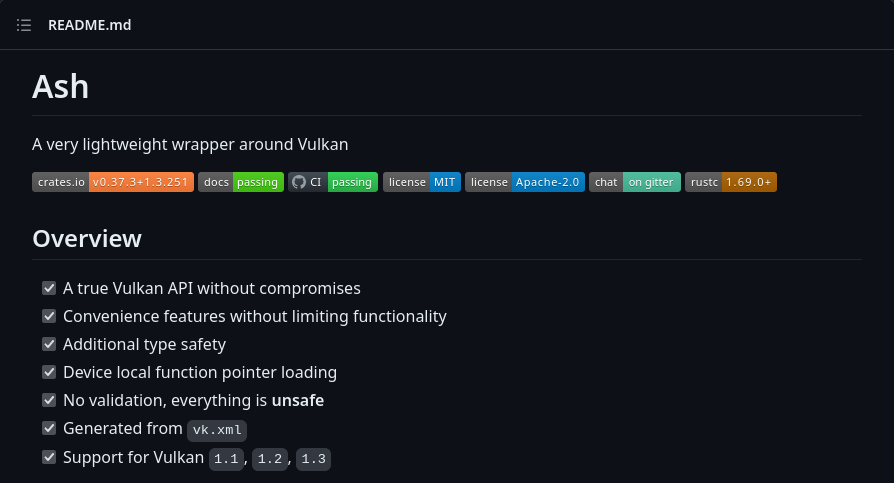 README.md
Ash
A very lightweight wrapper around Vulkan
crates.io v0.37.3+1.3.251 docs passing CI passing license MIT license Apache-2.0 chat on gitter rustc 1.69.0+
Overview
A true Vulkan API without compromises
Convenience features without limiting functionality
Additional type safety
Device local function pointer loading
No validation, everything is unsafe
Generated from vk.xml
Support for Vulkan 1.1, 1.2, 1.3